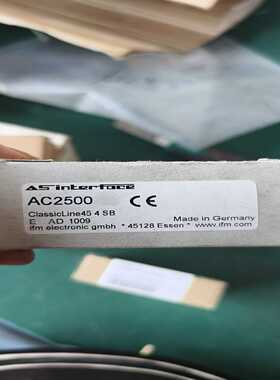 AS interface
AC2500 CE
ClassicLine45 4 SB
E AD 1009 Made in Germany
ifm electronic gmbh * 45128 Essen * www.ifm.com